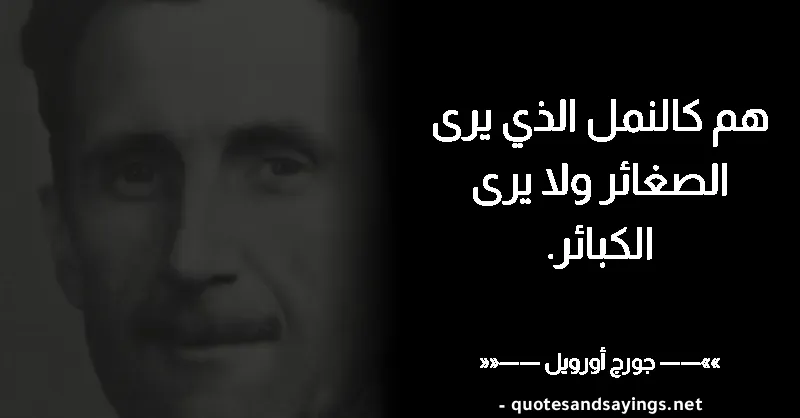 هم كالنمل الذي يرى
الصغائر ولا يرى
الكبائر.
»»—— جورج أورويل ——««
- quotesandsayings.net